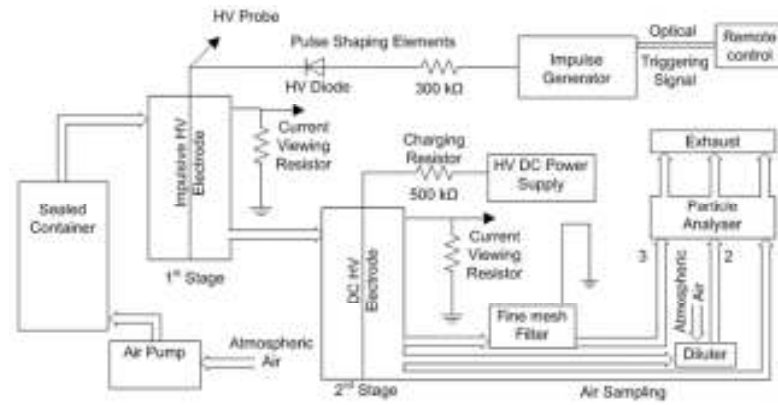 HV Probe
Pulse Shaping Elements
HV Diode
300 kΩ
Impulse
Generator
Optical
Triggering
Signal
Remote
control
Impulsive HV
Electrode
Current
Viewing
Resistor
1st Stage
Sealed
Container
Air Pump
Atmospheric
Air
Charging
Resistor
500 kΩ
HV DC Power
Supply
DC HV
Electrode
Current
Viewing
Resistor
2nd Stage
Fine mesh
Filter
Exhaust
Particle
Analyser
3
Atmospheric
Air
2
Diluter
Air Sampling